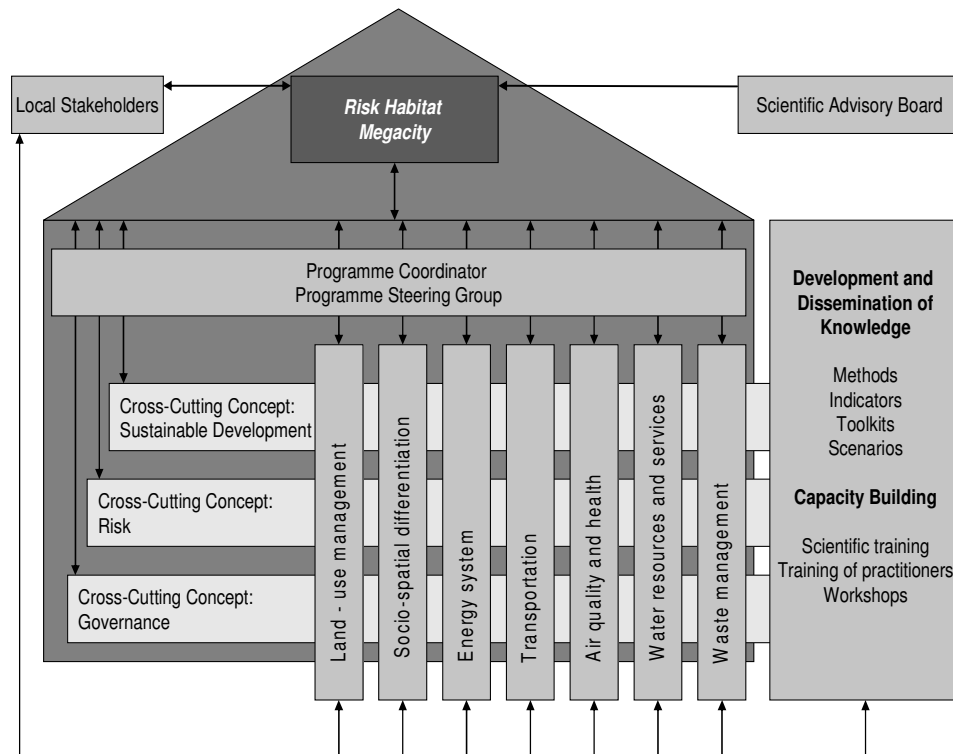 Local Stakeholders
Risk Habitat
Megacity
Scientific Advisory Board
Programme Coordinator
Programme Steering Group
Cross-Cutting Concept:
Sustainable Development
Cross-Cutting Concept:
Risk
Cross-Cutting Concept:
Governance
Land - use management
Socio-spatial differentiation
Energy system
Transportation
Air quality and health
Water resources and services
Waste management
Development and
Dissemination of
Knowledge
Methods
Indicators
Toolkits
Scenarios
Capacity Building
Scientific training
Training of practitioners
Workshops